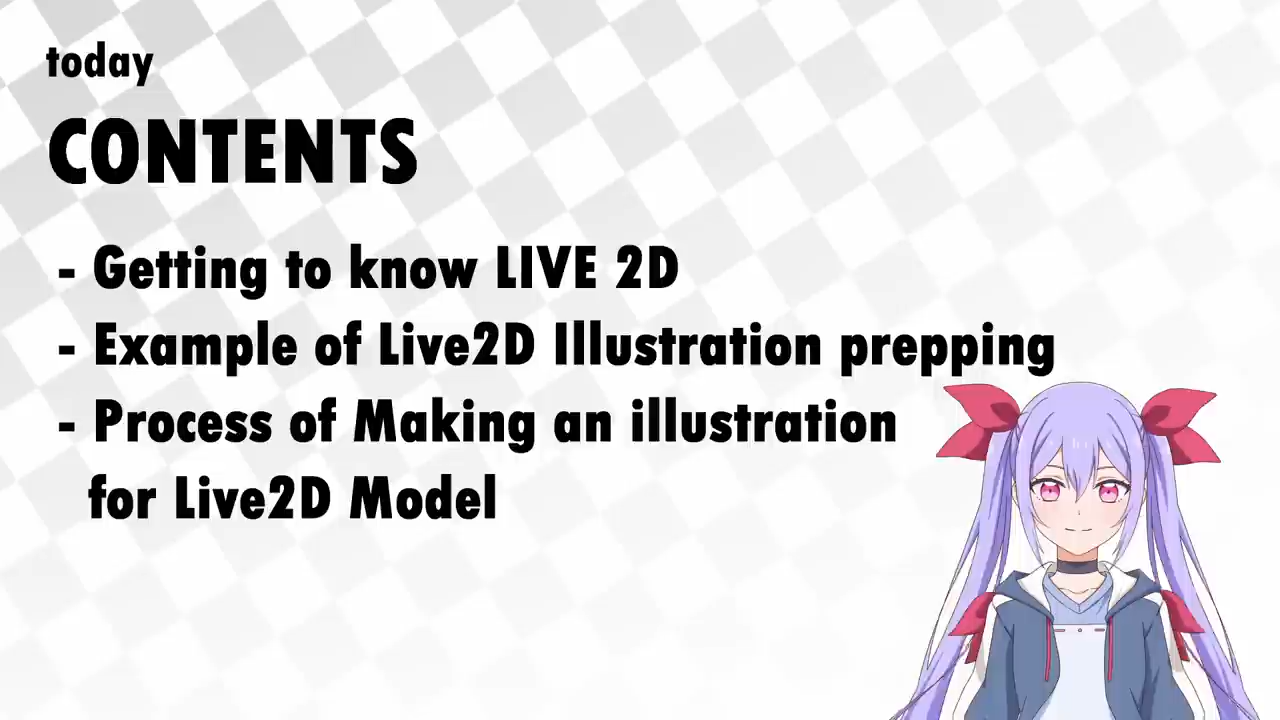 today
CONTENTS
- Getting to know LIVE 2D
- Example of Live2D Illustration prepping
- Process of Making an illustration
for Live2D Model